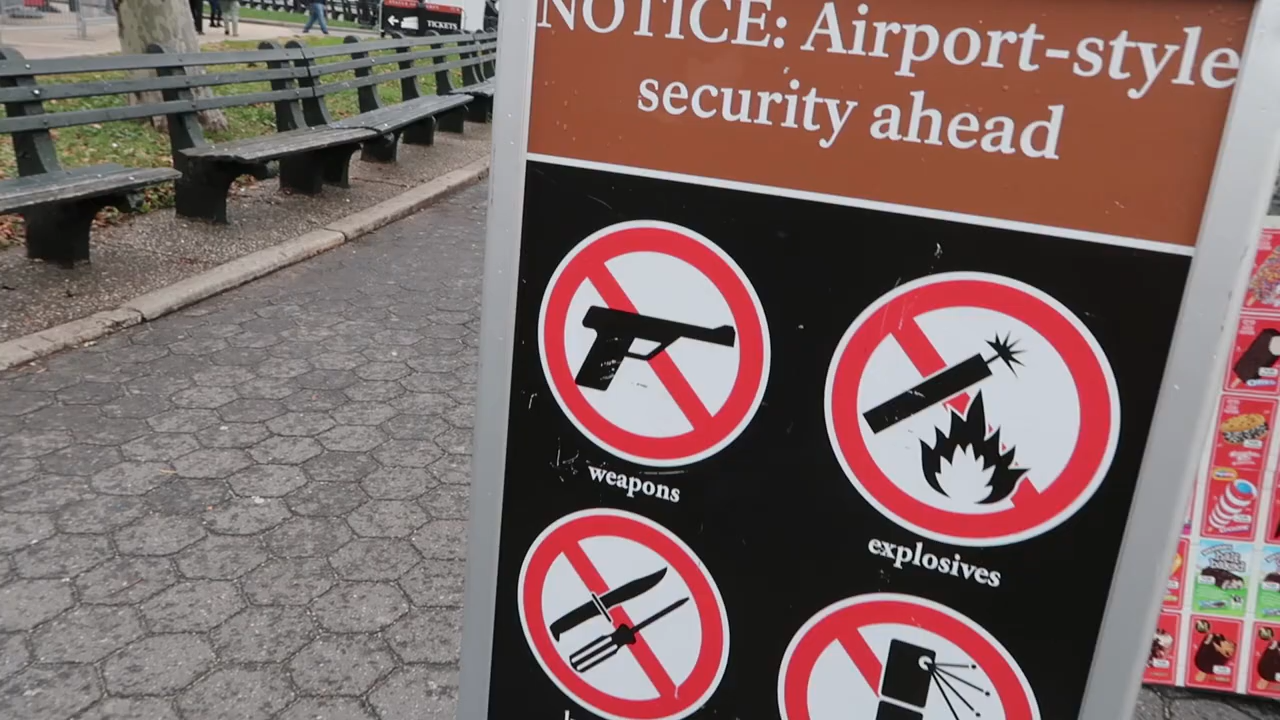 TICKETS
NOTICE: Airport-style
security ahead
weapons
explosives